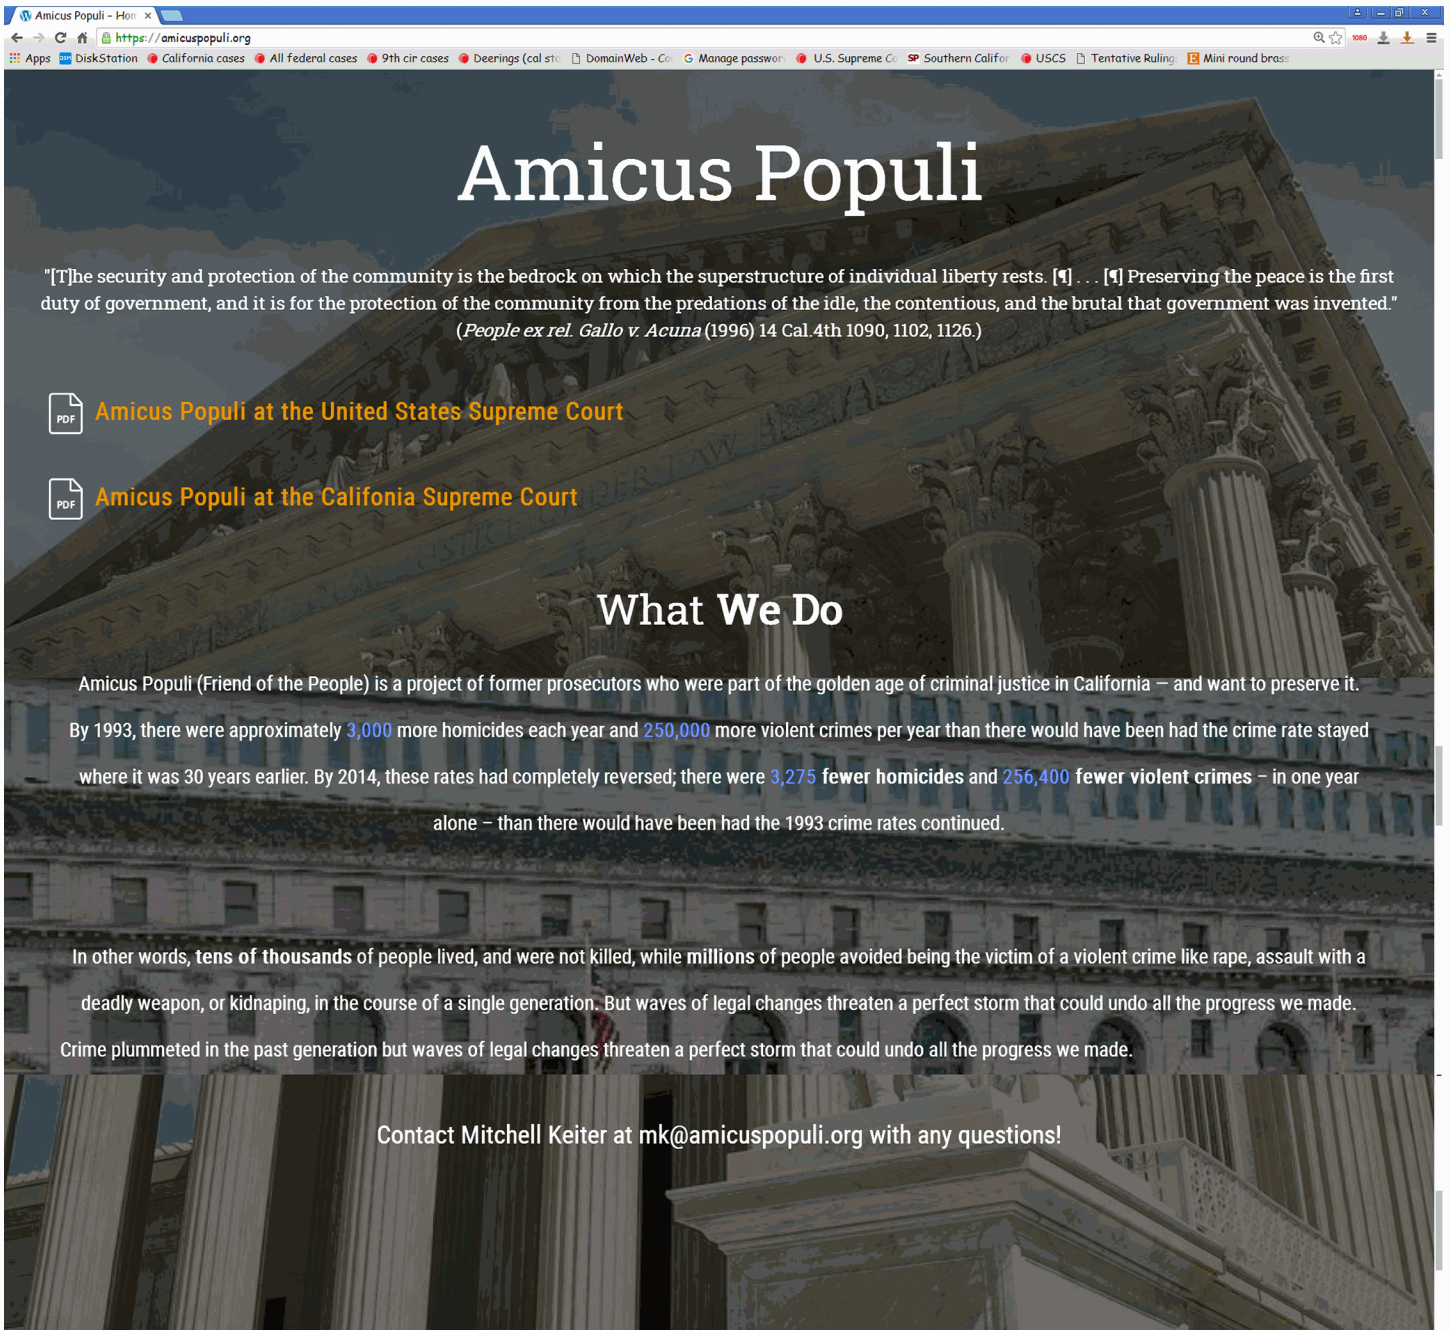 Amicus Populi – Hom
https://amicuspopuli.org
1080
Apps DiskStation California cases All federal cases 9th cir cases Deerings (cal sta DomainWeb - Co Manage passwor U.S. Supreme Co SP Southern Califor USCS Tentative Ruling E Mini round brass
Amicus Populi
"[T]he security and protection of the community is the bedrock on which the superstructure of individual liberty rests. [¶] . . . [¶] Preserving the peace is the first
duty of government, and it is for the protection of the community from the predations of the idle, the contentious, and the brutal that government was invented."
(People ex rel. Gallo v. Acuna (1996) 14 Cal.4th 1090, 1102, 1126.)
PDF Amicus Populi at the United States Supreme Court
PDF Amicus Populi at the Califonia Supreme Court
What We Do
Amicus Populi (Friend of the People) is a project of former prosecutors who were part of the golden age of criminal justice in California — and want to preserve it.
By 1993, there were approximately 3,000 more homicides each year and 250,000 more violent crimes per year than there would have been had the crime rate stayed
where it was 30 years earlier. By 2014, these rates had completely reversed; there were 3,275 fewer homicides and 256,400 fewer violent crimes – in one year
alone – than there would have been had the 1993 crime rates continued.
In other words, tens of thousands of people lived, and were not killed, while millions of people avoided being the victim of a violent crime like rape, assault with a
deadly weapon, or kidnaping, in the course of a single generation. But waves of legal changes threaten a perfect storm that could undo all the progress we made.
Crime plummeted in the past generation but waves of legal changes threaten a perfect storm that could undo all the progress we made.
Contact Mitchell Keiter at mk@amicuspopuli.org with any questions!